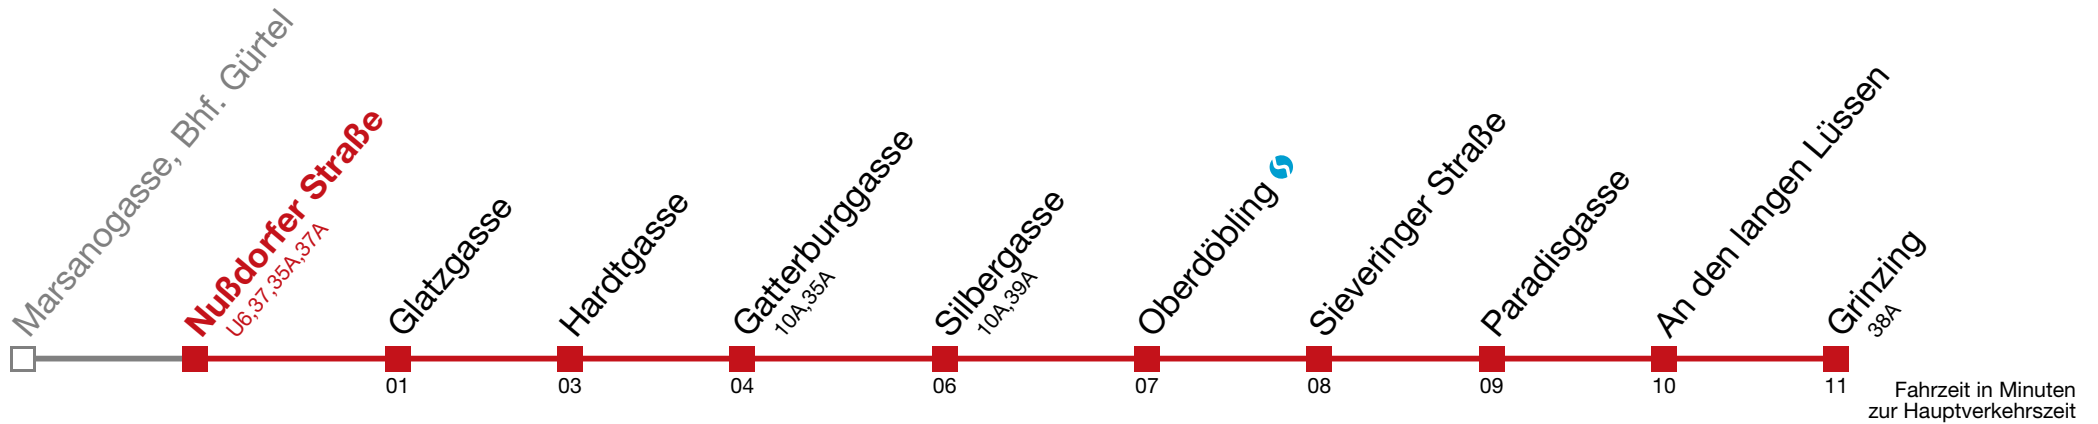 Marsanogasse, Bhf. Gürtel
Nußdorfer Straße
U6,37,35A,37A
Glatzgasse
Hardtgasse
Gatterburggasse
10A,35A
Silbergasse
10A,39A
Oberdöbling
Sieveringer Straße
Paradisgasse
An den langen Lüssen
Grinzing
38A
01 03 04 06 07 08 09 10 11
Fahrzeit in Minuten
zur Hauptverkehrszeit